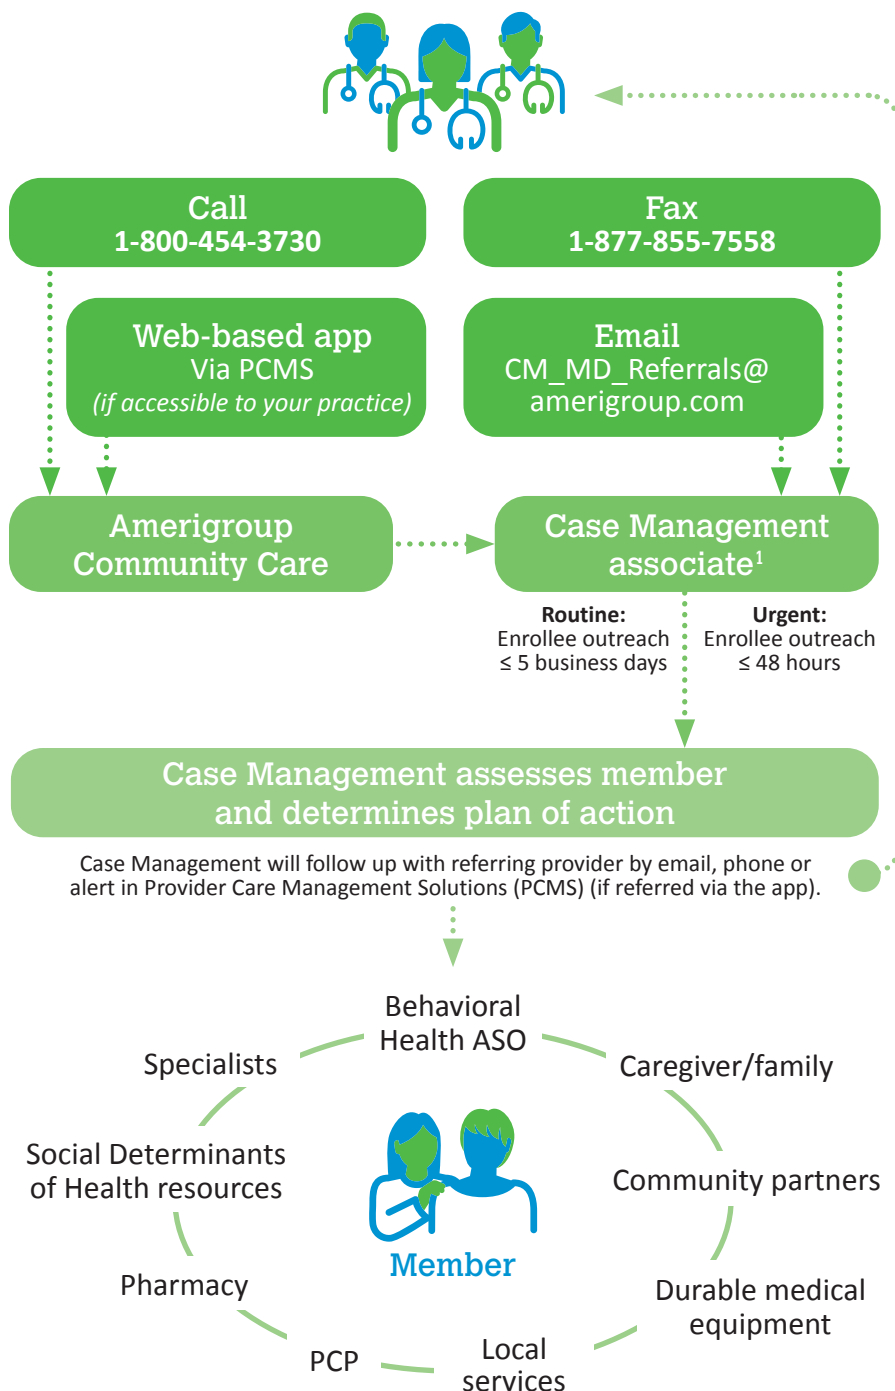 Call
1-800-454-3730
Fax
1-877-855-7558
Web-based app
Via PCMS
(if accessible to your practice)
Email
CM_MD_Referrals@
amerigroup.com
Amerigroup
Community Care
Case Management
associate1
Routine:
Enrollee outreach
≤ 5 business days
Urgent:
Enrollee outreach
≤ 48 hours
Case Management assesses member
and determines plan of action
Case Management will follow up with referring provider by email, phone or
alert in Provider Care Management Solutions (PCMS) (if referred via the app).
Behavioral
Health ASO
Specialists
Caregiver/family
Social Determinants
of Health resources
Community partners
Member
Pharmacy
Durable medical
equipment
PCP
Local
services